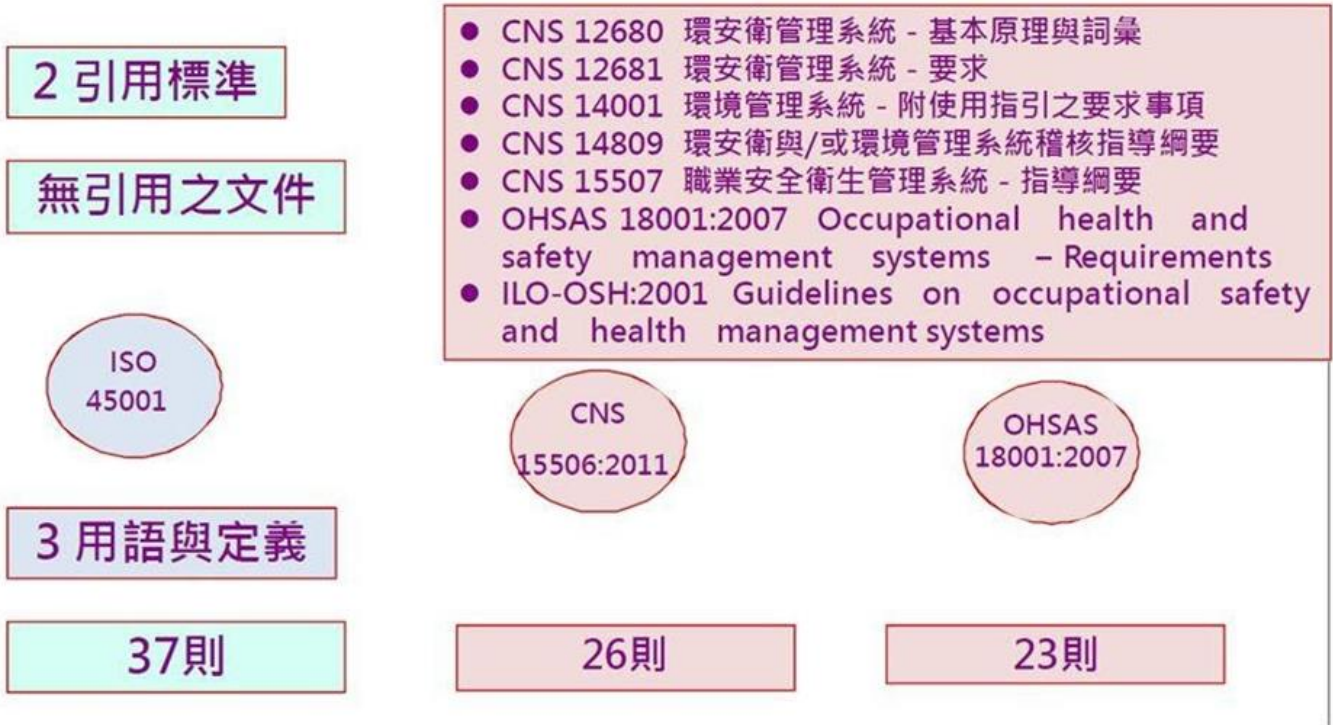 2 引用標準
無引用之文件
● CNS 12680 環安衛管理系統 - 基本原理與詞彙
● CNS 12681 環安衛管理系統 - 要求
● CNS 14001 環境管理系統 - 附使用指引之要求事項
● CNS 14809 環安衛與/或環境管理系統稽核指導綱要
● CNS 15507 職業安全衛生管理系統 - 指導綱要
● OHSAS 18001:2007 Occupational health and
safety management systems – Requirements
● ILO-OSH:2001 Guidelines on occupational safety
and health management systems
ISO
45001
CNS
15506:2011
OHSAS
18001:2007
3 用語與定義
37則
26則
23則